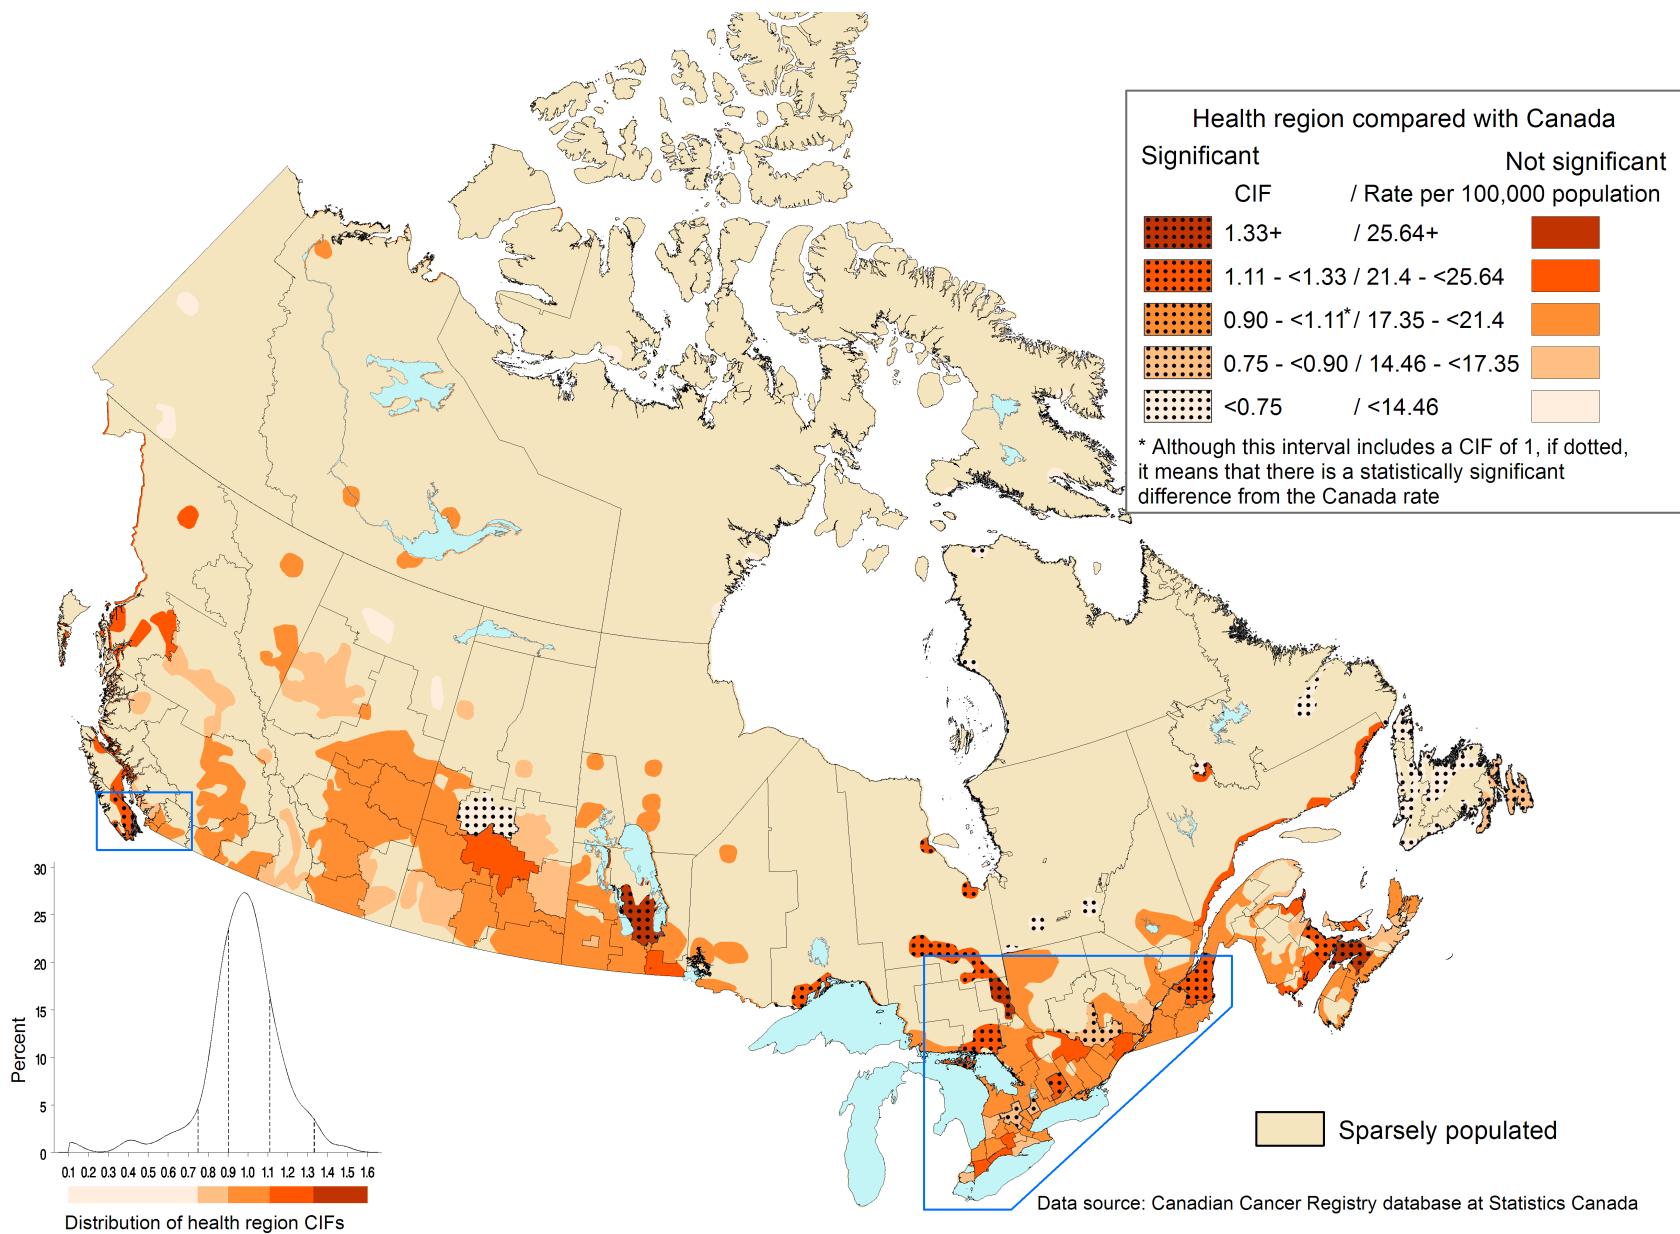 Health region compared with Canada
Significant
Not significant
CIF / Rate per 100,000 population
1.33+ / 25.64+
1.11 - <1.33 / 21.4 - <25.64
0.90 - <1.11* / 17.35 - <21.4
0.75 - <0.90 / 14.46 - <17.35
<0.75 / <14.46
* Although this interval includes a CIF of 1, if dotted,
it means that there is a statistically significant
difference from the Canada rate
30
25
20
15
10
5
0
Percent
0.1 0.2 0.3 0.4 0.5 0.6 0.7 0.8 0.9 1.0 1.1 1.2 1.3 1.4 1.5 1.6
Distribution of health region CIFs
Sparsely populated
Data source: Canadian Cancer Registry database at Statistics Canada